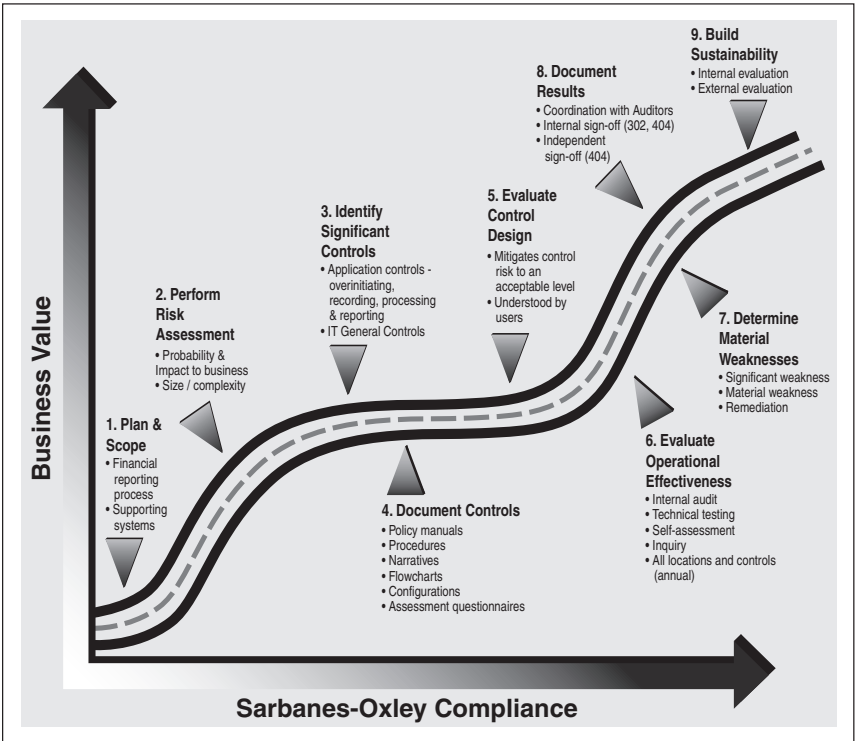 9. Build
Sustainability
• Internal evaluation
• External evaluation
8. Document
Results
• Coordination with Auditors
• Internal sign-off (302, 404)
• Independent
sign-off (404)
5. Evaluate
Control
Design
• Mitigates control
risk to an
acceptable level
• Understood by
users
3. Identify
Significant
Controls
• Application controls -
overinitiating,
recording, processing
& reporting
• IT General Controls
2. Perform
Risk
Assessment
• Probability &
Impact to business
• Size / complexity
1. Plan &
Scope
• Financial
reporting
process
• Supporting
systems
4. Document Controls
• Policy manuals
• Procedures
• Narratives
• Flowcharts
• Configurations
• Assessment questionnaires
7. Determine
Material
Weaknesses
• Significant weakness
• Material weakness
• Remediation
6. Evaluate
Operational
Effectiveness
• Internal audit
• Technical testing
• Self-assessment
• Inquiry
• All locations and controls
(annual)
Business Value
Sarbanes-Oxley Compliance